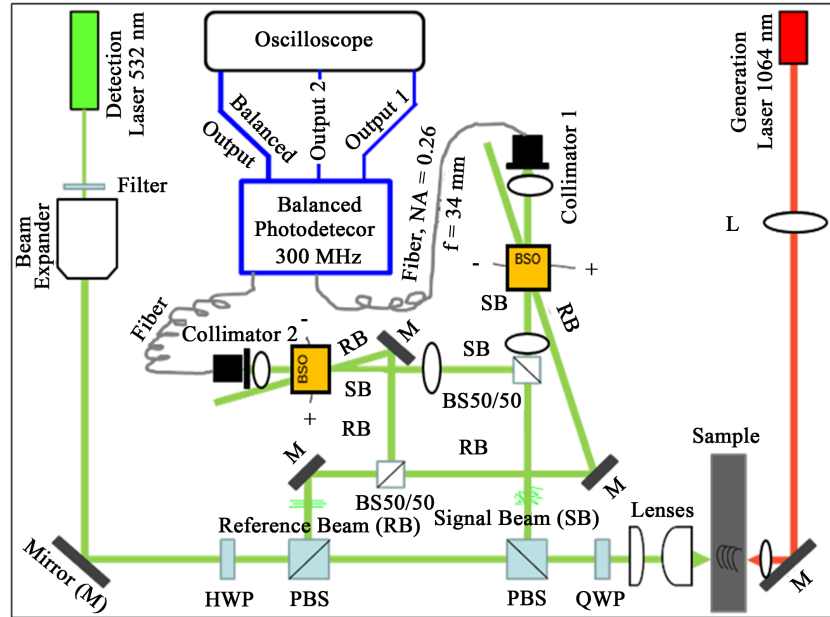 Detection
Laser 532 nm
Oscilloscope
Generation
Laser 1064 nm
Balanced
Output
Output 2
Output 1
Filter
Beam
Expander
Balanced
Photodetecor
300 MHz
Fiber, NA = 0.26
f = 34 mm
Collimator 1
L
BSO
-
+
SB
RB
Fiber
Collimator 2
-
BSO
+
RB
SB
M
SB
BS50/50
RB
RB
M
BS50/50
M
Sample
Reference Beam (RB)
Signal Beam (SB)
Lenses
Mirror (M)
HWP
PBS
PBS
QWP
M